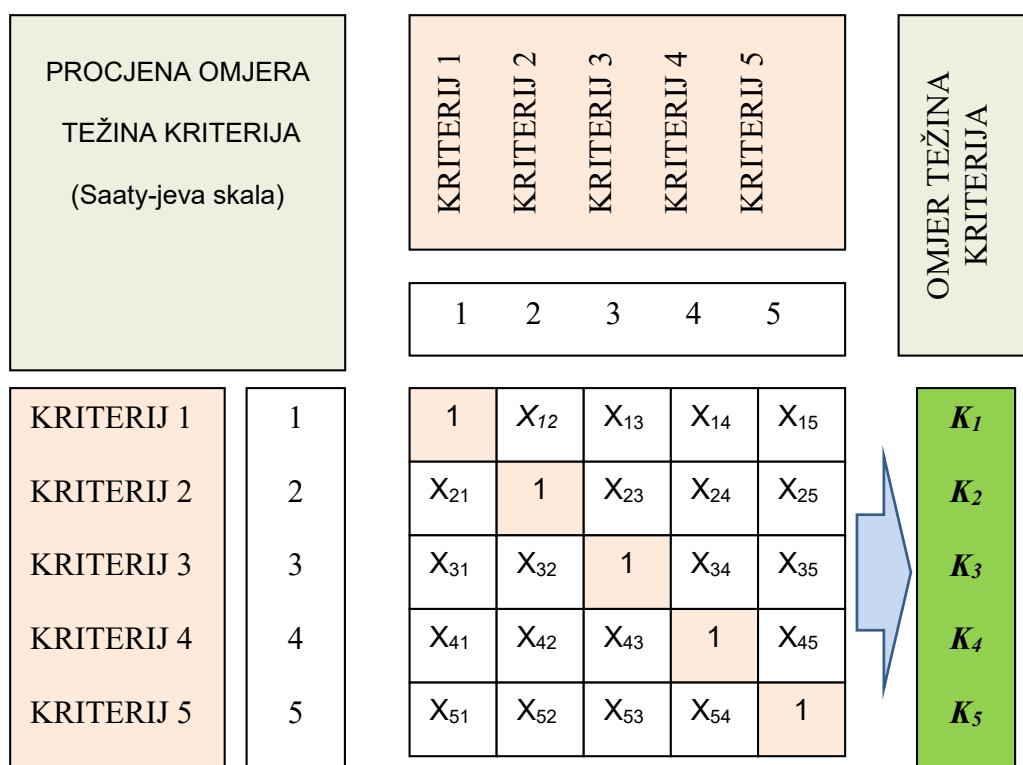 PROCJENA OMJERA
TEŽINA KRITERIJA
(Saaty-jeva skala)
KRITERIJ 1
KRITERIJ 2
KRITERIJ 3
KRITERIJ 4
KRITERIJ 5
OMJER TEŽINA
KRITERIJA
1 2 3 4 5
KRITERIJ 1 1 1 X12 X13 X14 X15 K1
KRITERIJ 2 2 X21 1 X23 X24 X25 K2
KRITERIJ 3 3 X31 X32 1 X34 X35 K3
KRITERIJ 4 4 X41 X42 X43 1 X45 K4
KRITERIJ 5 5 X51 X52 X53 X54 1 K5